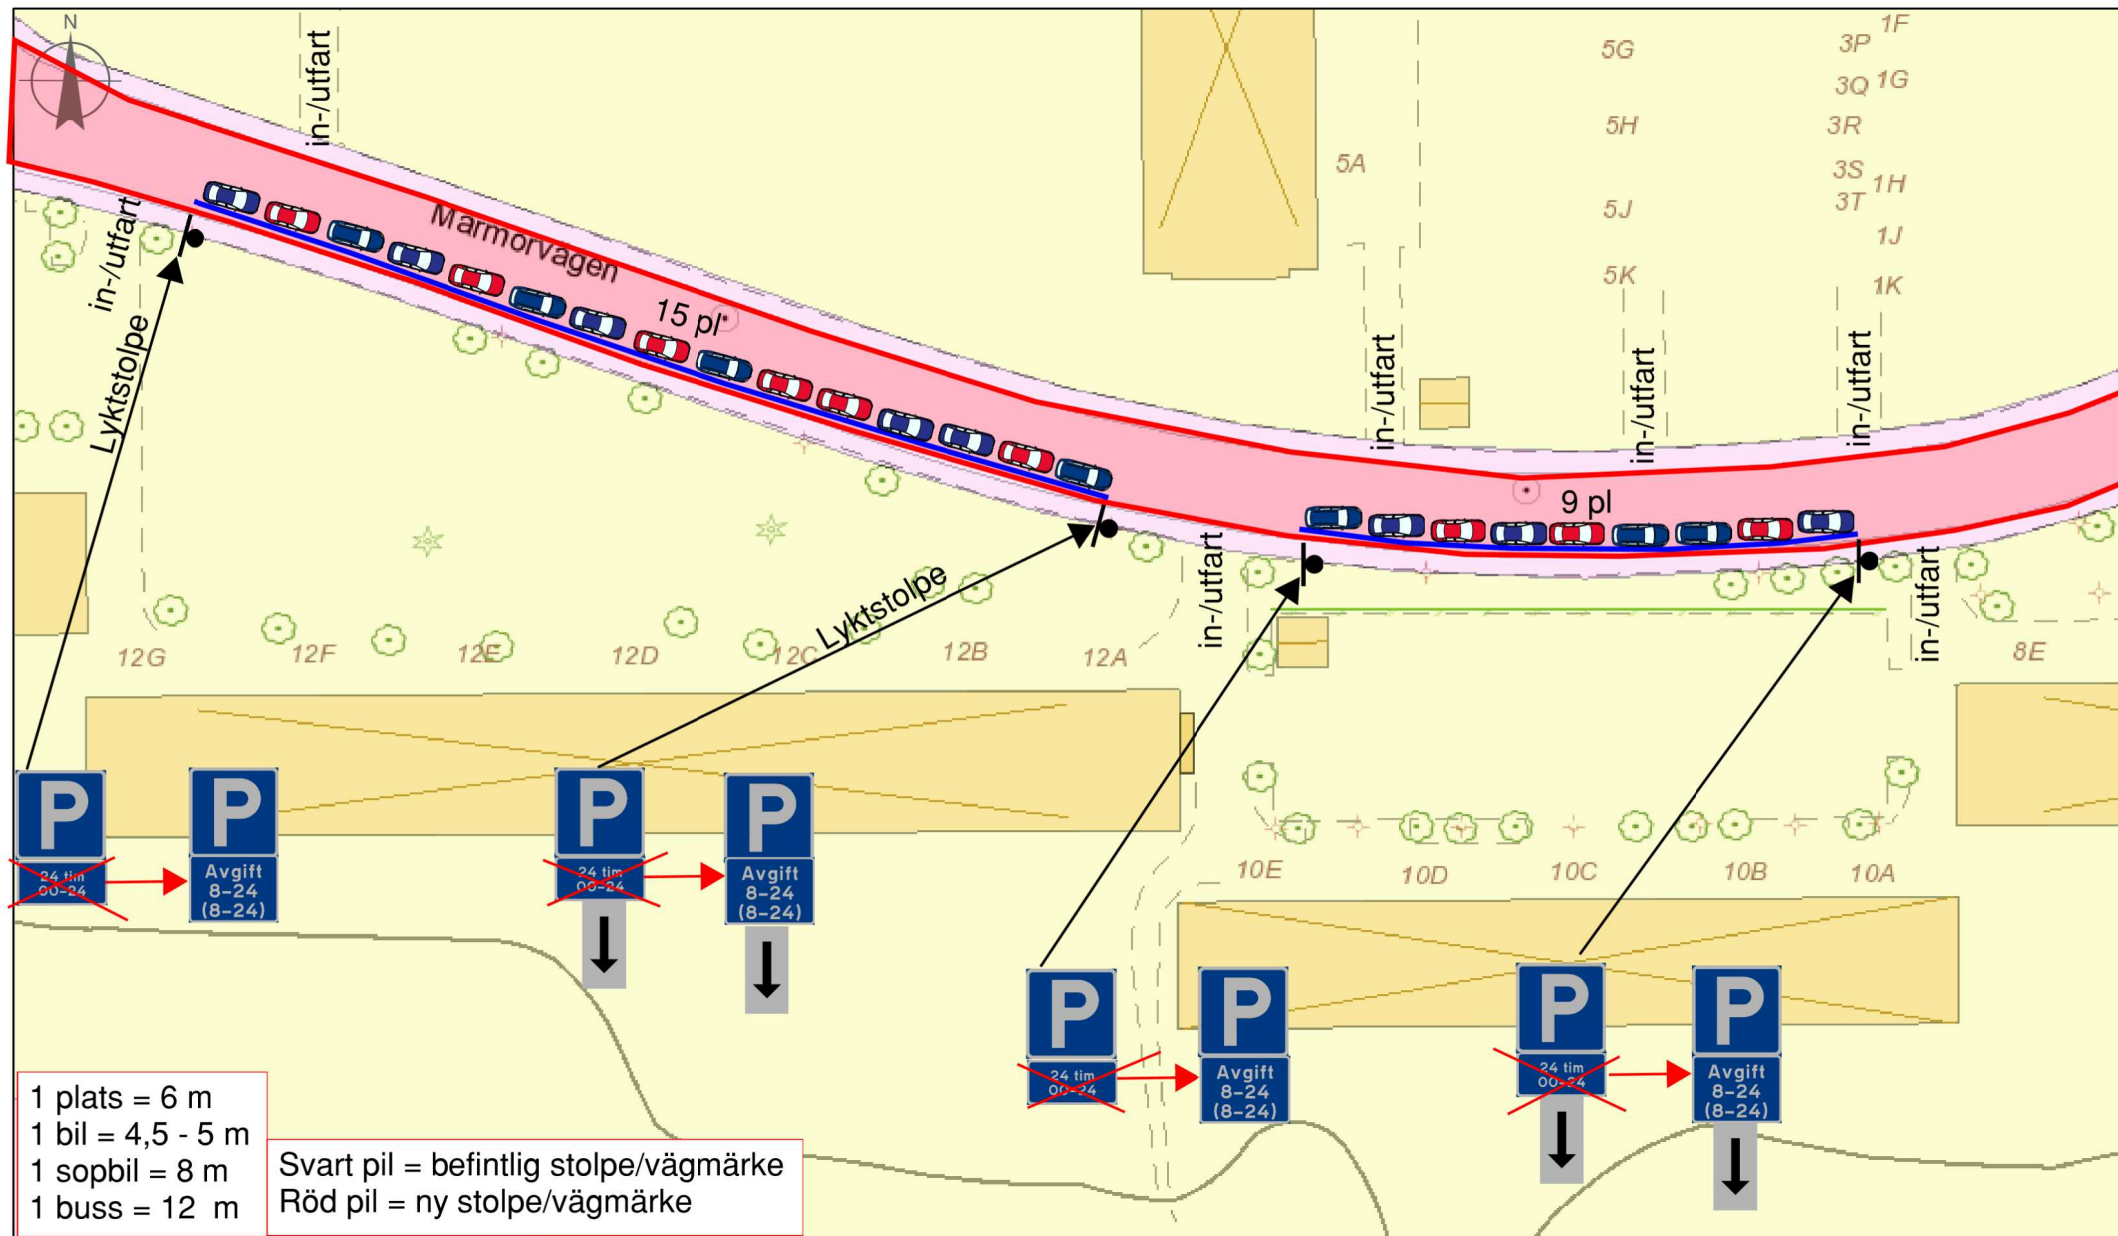 N
in-/utfart
5G
3P
1F
3Q
1G
5H
3R
5A
3S
1H
3T
5J
1J
5K
1K
in-/utfart
Marmorvägen
15 pl
in-/utfart
in-/utfart
in-/utfart
Lyktstolpe
9 pl
in-/utfart
in-/utfart
Lyktstolpe
12G
12F
12E
12D
12C
12B
12A
8E
P
24 tim
00-24
P
Avgift
8-24
(8-24)
P
24 tim
00-24
P
Avgift
8-24
(8-24)
10E
10D
10C
10B
10A
P
24 tim
00-24
P
Avgift
8-24
(8-24)
P
24 tim
00-24
P
Avgift
8-24
(8-24)
1 plats = 6 m
1 bil = 4,5 - 5 m
1 sopbil = 8 m
1 buss = 12 m
Svart pil = befintlig stolpe/vägmärke
Röd pil = ny stolpe/vägmärke